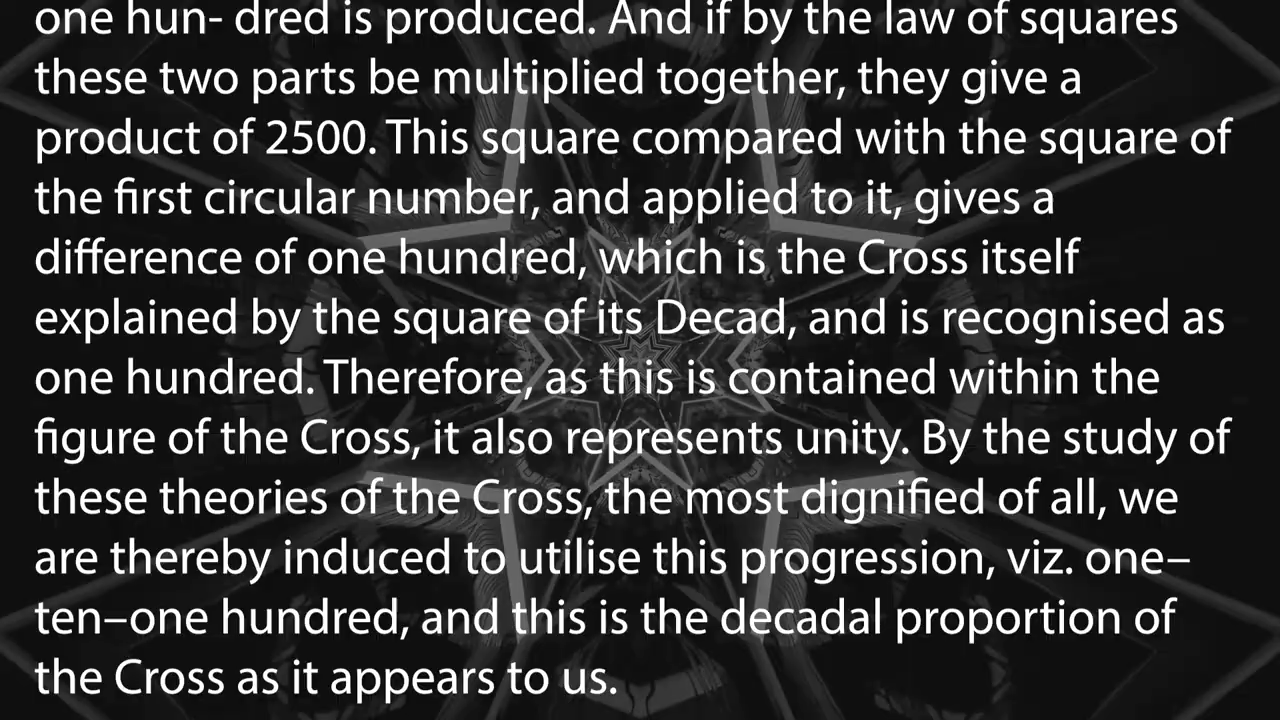 one hun- dred is produced. And if by the law of squares
these two parts be multiplied together, they give a
product of 2500. This square compared with the square of
the first circular number, and applied to it, gives a
difference of one hundred, which is the Cross itself
explained by the square of its Decad, and is recognised as
one hundred. Therefore, as this is contained within the
figure of the Cross, it also represents unity. By the study of
these theories of the Cross, the most dignified of all, we
are thereby induced to utilise this progression, viz. one–
ten–one hundred, and this is the decadal proportion of
the Cross as it appears to us.